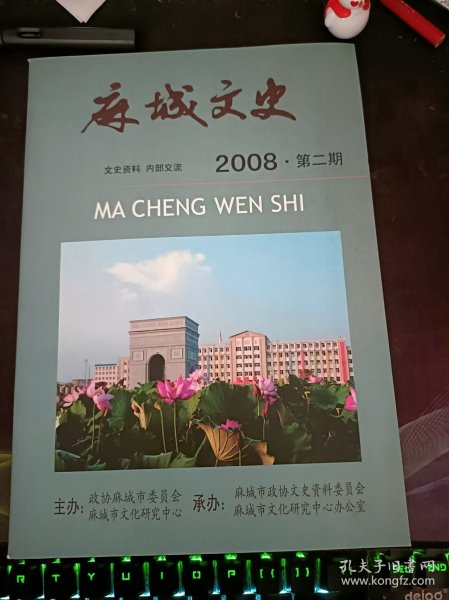 麻城文史
文史资料 内部交流 2008·第二期
MA CHENG WEN SHI
主办: 政协麻城市委员会
麻城市文化研究中心
承办: 麻城市政协文史资料委员会
麻城市文化研究中心办公室
R T Y U I O P
END
孔夫子旧书网
www.kongfz.com